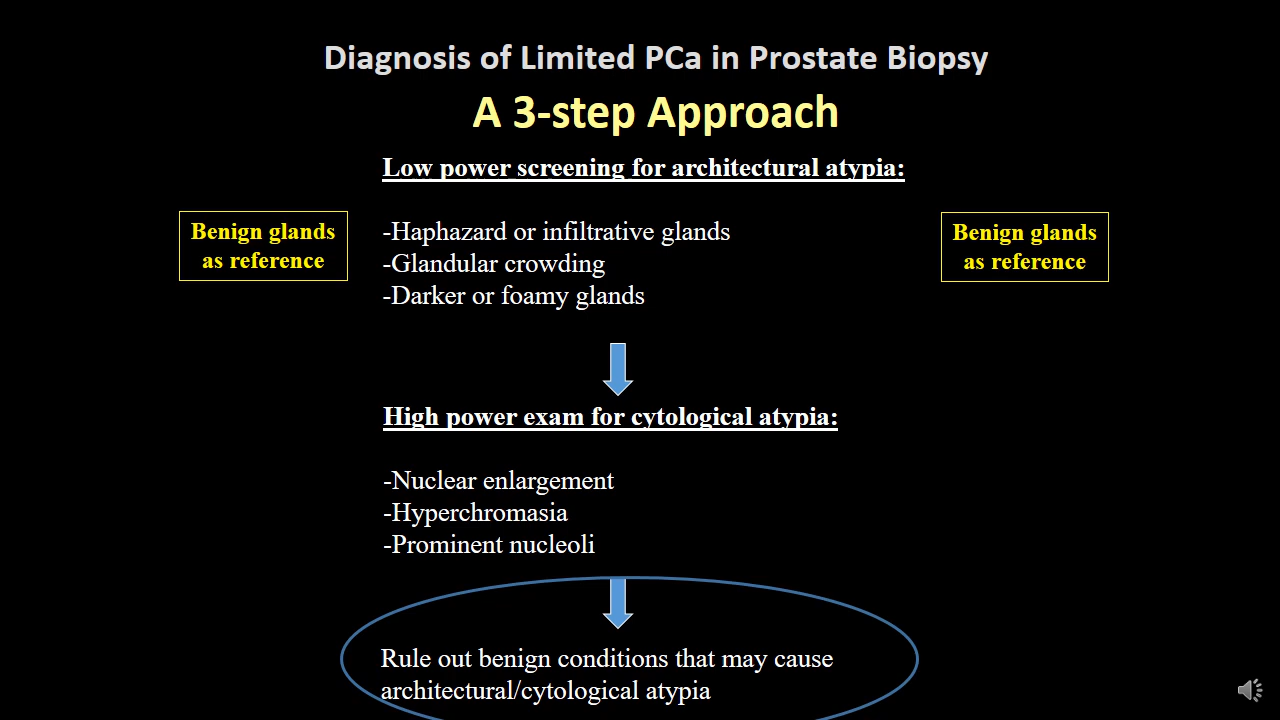 Diagnosis of Limited PCa in Prostate Biopsy
A 3-step Approach
Low power screening for architectural atypia:
Benign glands
as reference
-Haphazard or infiltrative glands
-Glandular crowding
-Darker or foamy glands
Benign glands
as reference
High power exam for cytological atypia:
-Nuclear enlargement
-Hyperchromasia
-Prominent nucleoli
Rule out benign conditions that may cause
architectural/cytological atypia